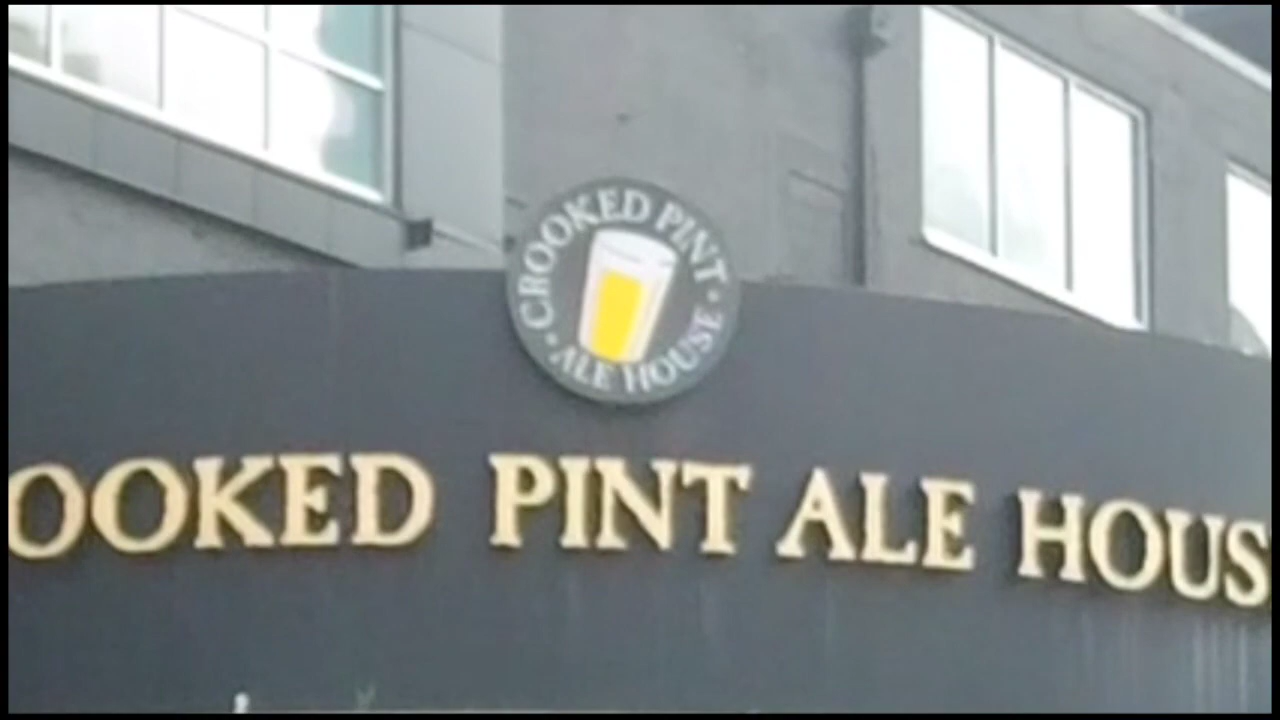 CROOKED PINT
• ALE HOUSE •
OOKED PINT ALE HOUS